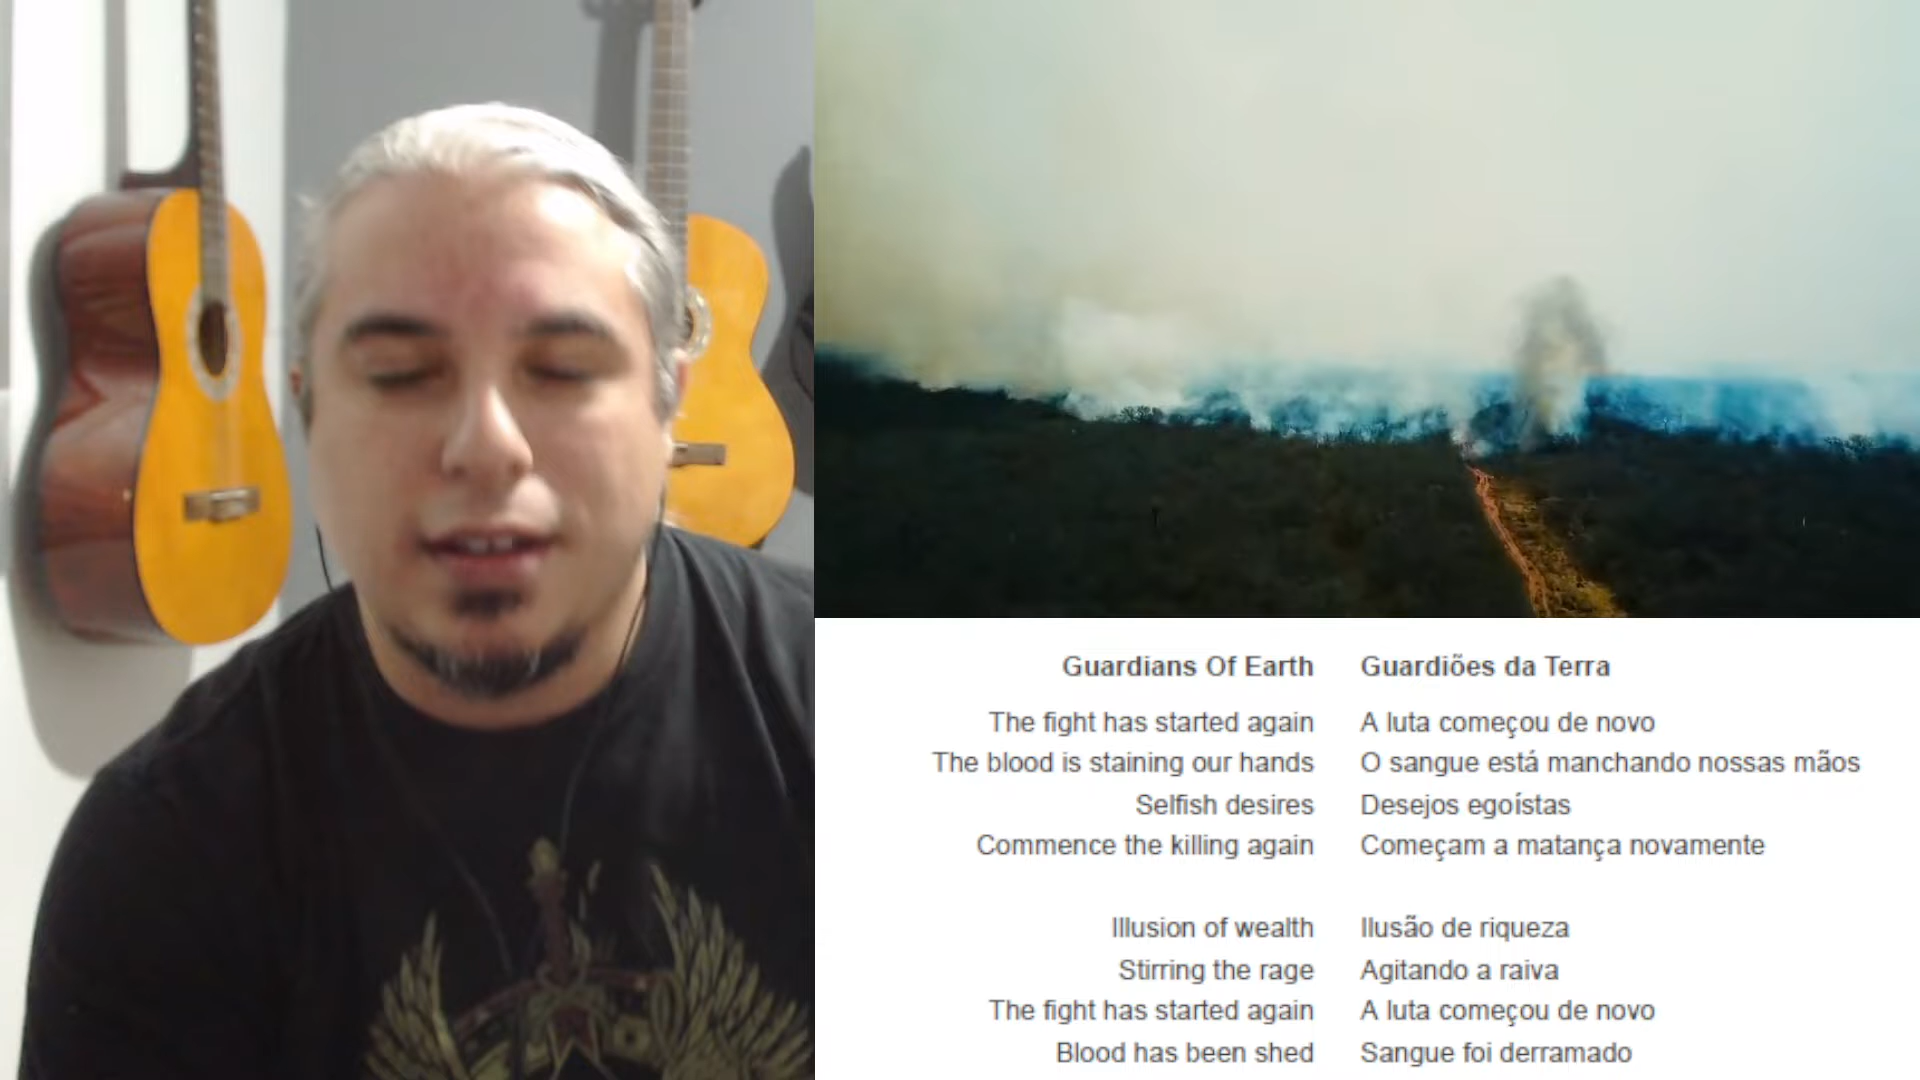 Guardians Of Earth
Guardiões da Terra
The fight has started again
A luta começou de novo
The blood is staining our hands
O sangue está manchando nossas mãos
Selfish desires
Desejos egoístas
Commence the killing again
Começam a matança novamente
Illusion of wealth
Ilusão de riqueza
Stirring the rage
Agitando a raiva
The fight has started again
A luta começou de novo
Blood has been shed
Sangue foi derramado